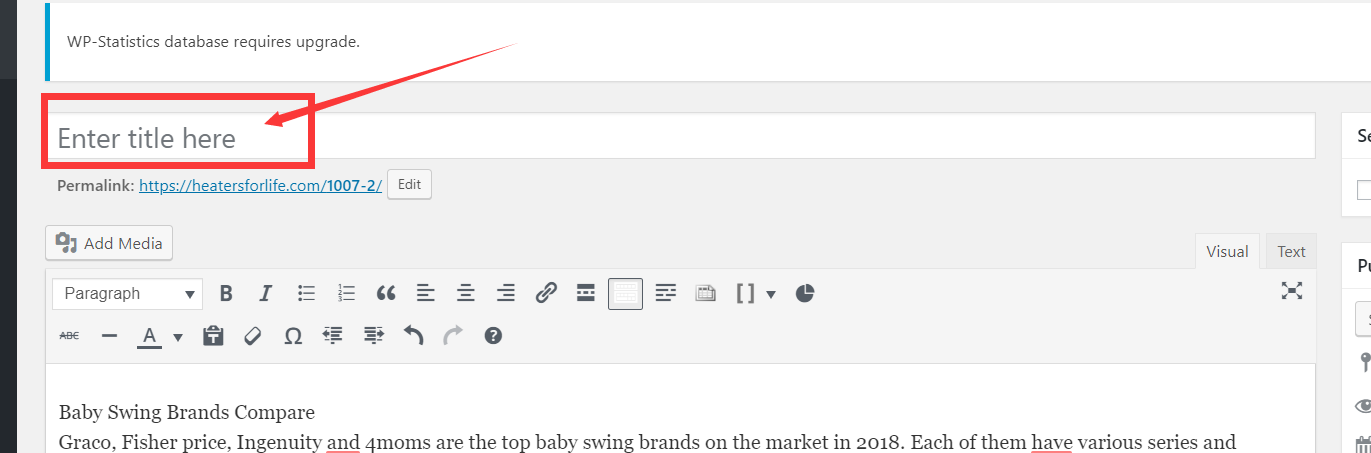 WP-Statistics database requires upgrade.
Enter title here
Permalink: https://heatersforlife.com/1007-2/ Edit
Add Media
Visual Text
Paragraph B I
ABC A
Baby Swing Brands Compare
Graco, Fisher price, Ingenuity and 4moms are the top baby swing brands on the market in 2018. Each of them have various series and